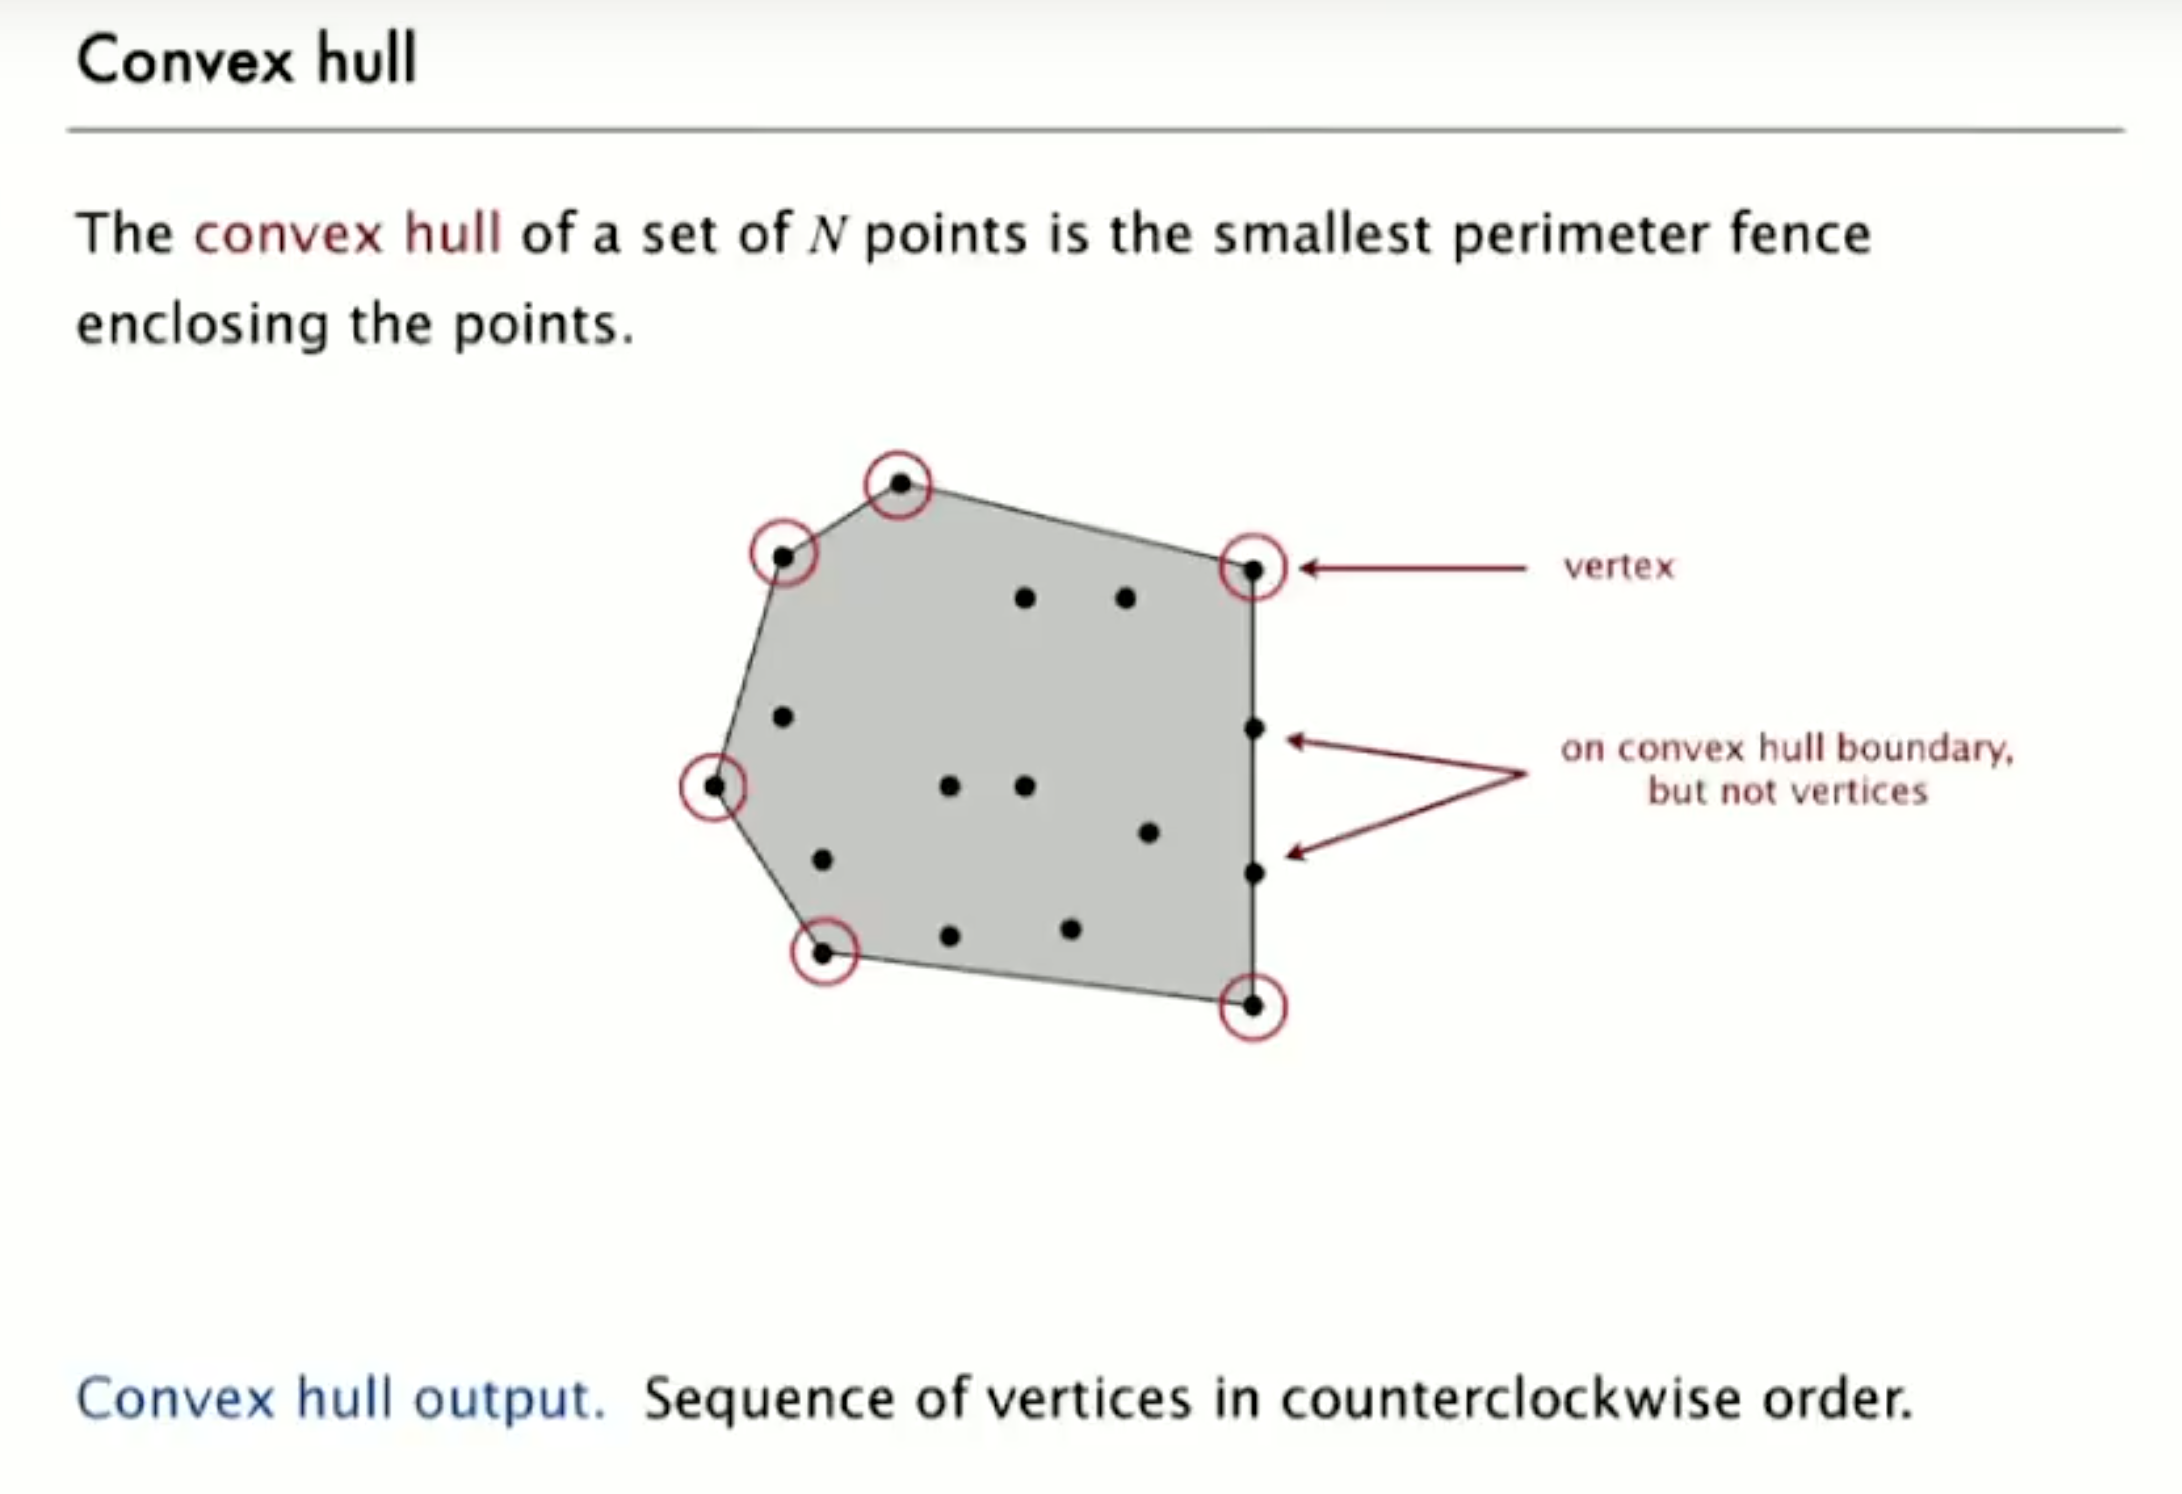 Convex hull
The convex hull of a set of N points is the smallest perimeter fence
enclosing the points.
vertex
on convex hull boundary,
but not vertices
Convex hull output. Sequence of vertices in counterclockwise order.